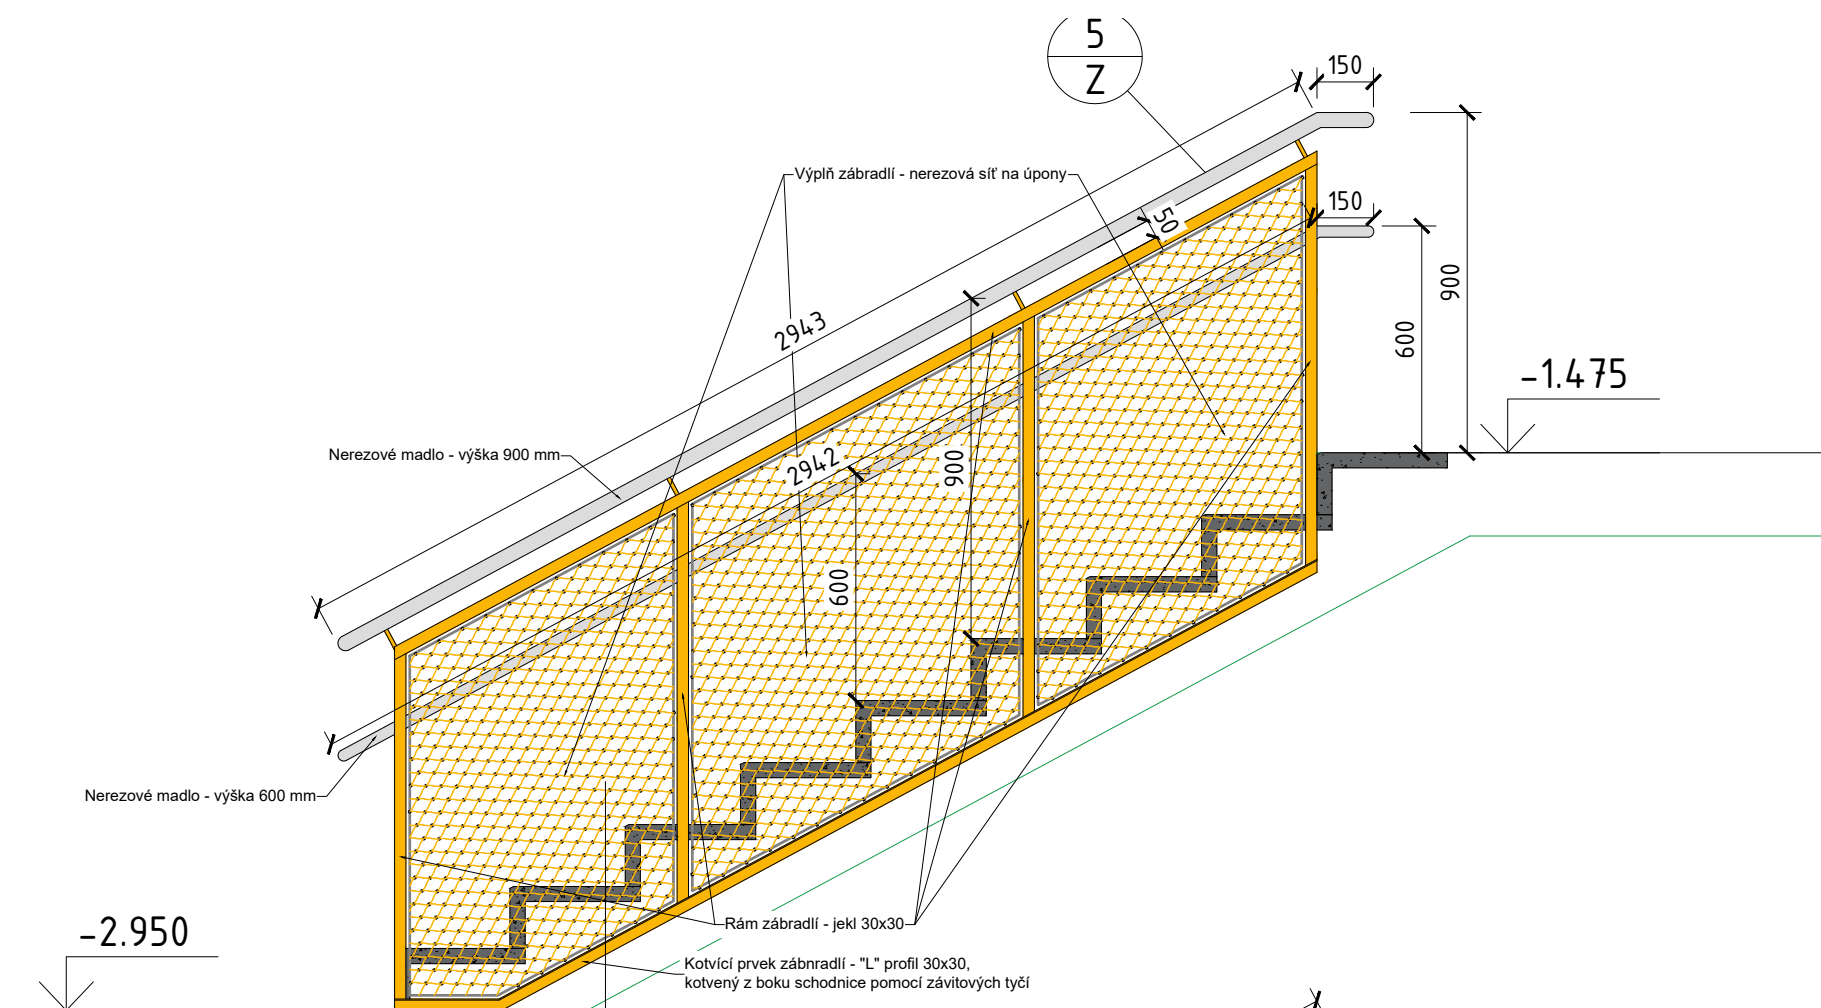 5
Z
150
Výplň zábradlí - nerezová síť na úpony
150
50
900
2943
600
-1.475
Nerezové madlo - výška 900 mm
2942
900
600
Nerezové madlo - výška 600 mm
Rám zábradlí - jekl 30x30
-2.950
Kotvící prvek zábnradlí - "L" profil 30x30,
kotvený z boku schodnice pomocí závitových tyčí